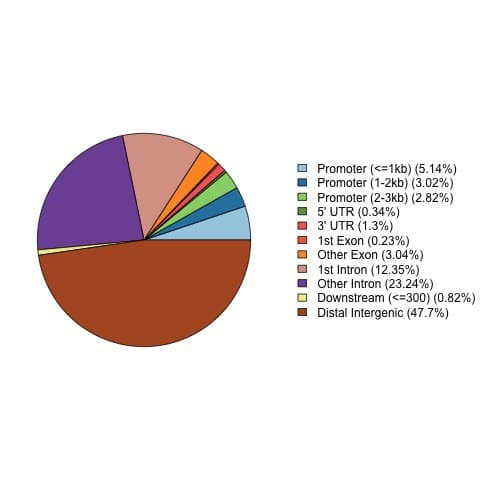 Promoter (<=1kb) (5.14%)
Promoter (1-2kb) (3.02%)
Promoter (2-3kb) (2.82%)
5' UTR (0.34%)
3' UTR (1.3%)
1st Exon (0.23%)
Other Exon (3.04%)
1st Intron (12.35%)
Other Intron (23.24%)
Downstream (<=300) (0.82%)
Distal Intergenic (47.7%)